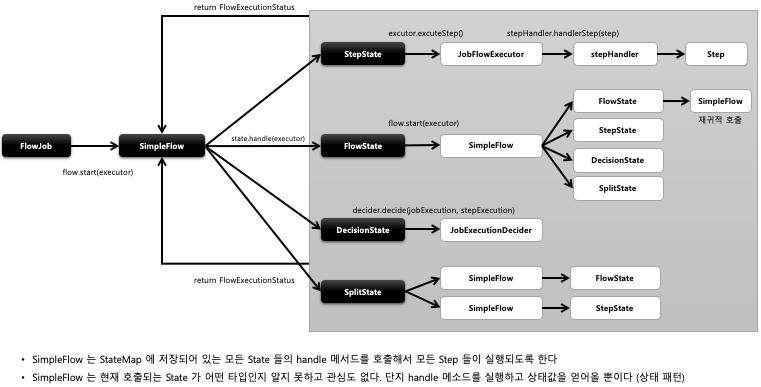 return FlowExecutionStatus
excutor.excuteStep()
stepHandler.handlerStep(step)
StepState
JobFlowExecutor
stepHandler
Step
FlowState
SimpleFlow
재귀적 호출
flow.start(executor)
StepState
FlowJob
SimpleFlow
state.handle(executor)
FlowState
SimpleFlow
DecisionState
flow.start(executor)
SplitState
decider.decide(jobExecution, stepExecution)
DecisionState
JobExecutionDecider
return FlowExecutionStatus
SplitState
SimpleFlow
FlowState
SimpleFlow
StepState
• SimpleFlow 는 StateMap 에 저장되어 있는 모든 State 들의 handle 메서드를 호출해서 모든 Step 들이 실행되도록 한다
• SimpleFlow 는 현재 호출되는 State 가 어떤 타입인지 알지 못하고 관심도 없다. 단지 handle 메소드를 실행하고 상태값을 얻어올 뿐이다 (상태 패턴)